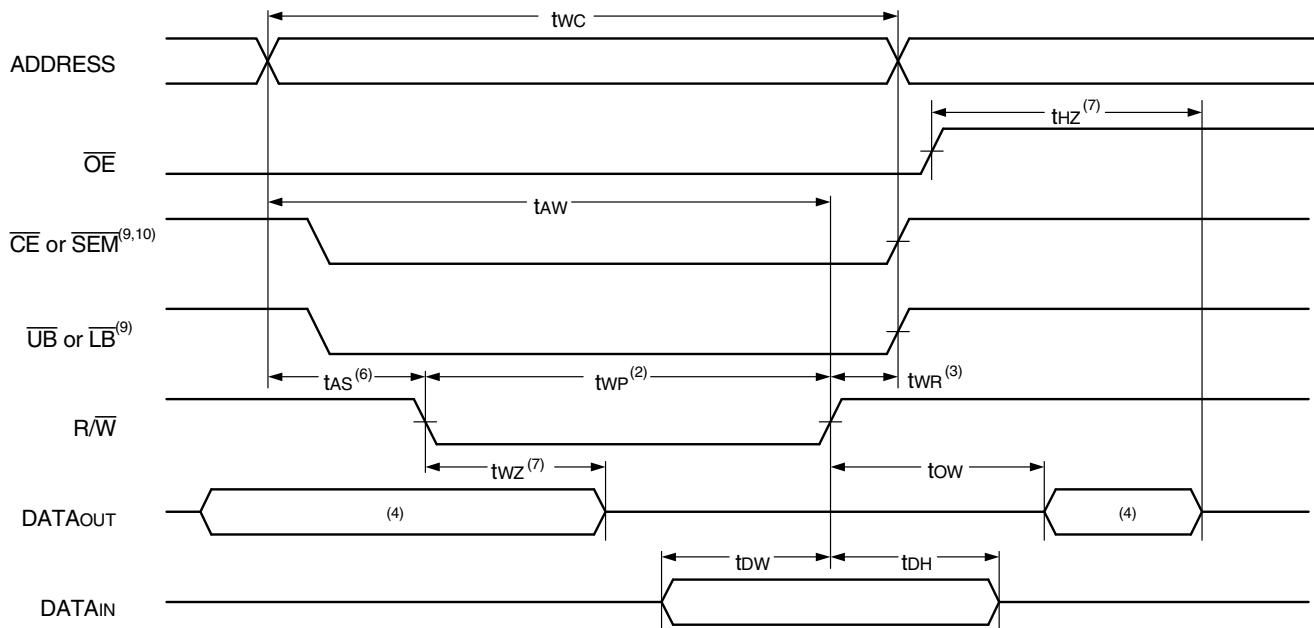 tWC
ADDRESS
tHZ(7)
OE
tAW
CE or SEM(9,10)
UB or LB(9)
tAS(6)
tWP(2)
tWR(3)
R/W
tWZ(7)
tOW
DATAOUT
(4)
(4)
tDW
tDH
DATAIN